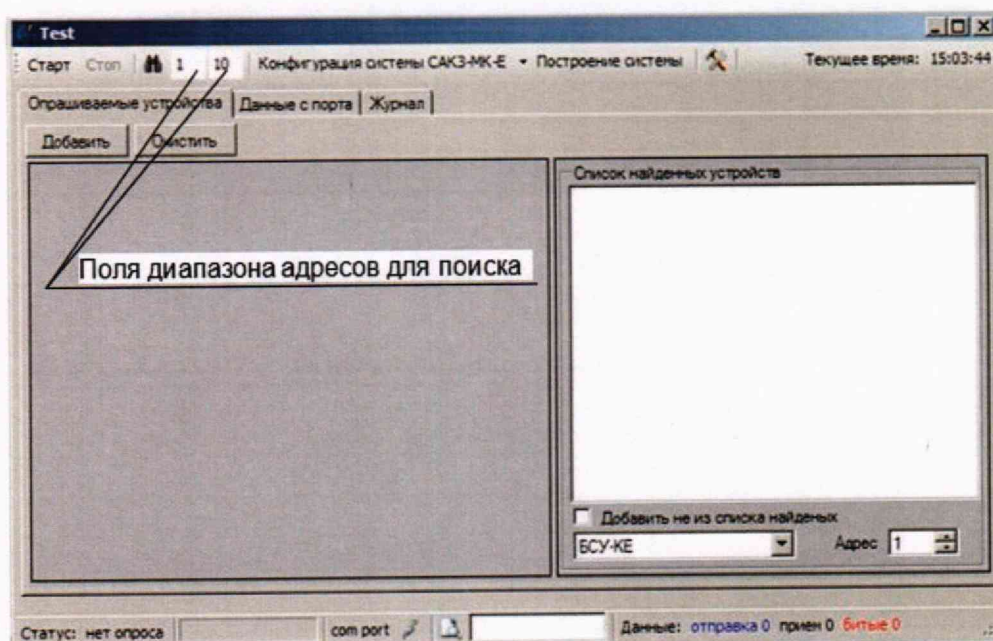 Test
Старт Стоп 1 10 Конфигурация системы САКЗ-МК-Е Построение системы Текущее время: 15:03:44
Опрашиваемые устройства Данные с порта Журнал
Добавить Очистить
Список найденных устройств
Поля диапазона адресов для поиска
Добавить не из списка найденых
БСУ-КЕ Адрес 1
Статус: нет опроса com port Данные: отправка 0 прием 0 битые 0